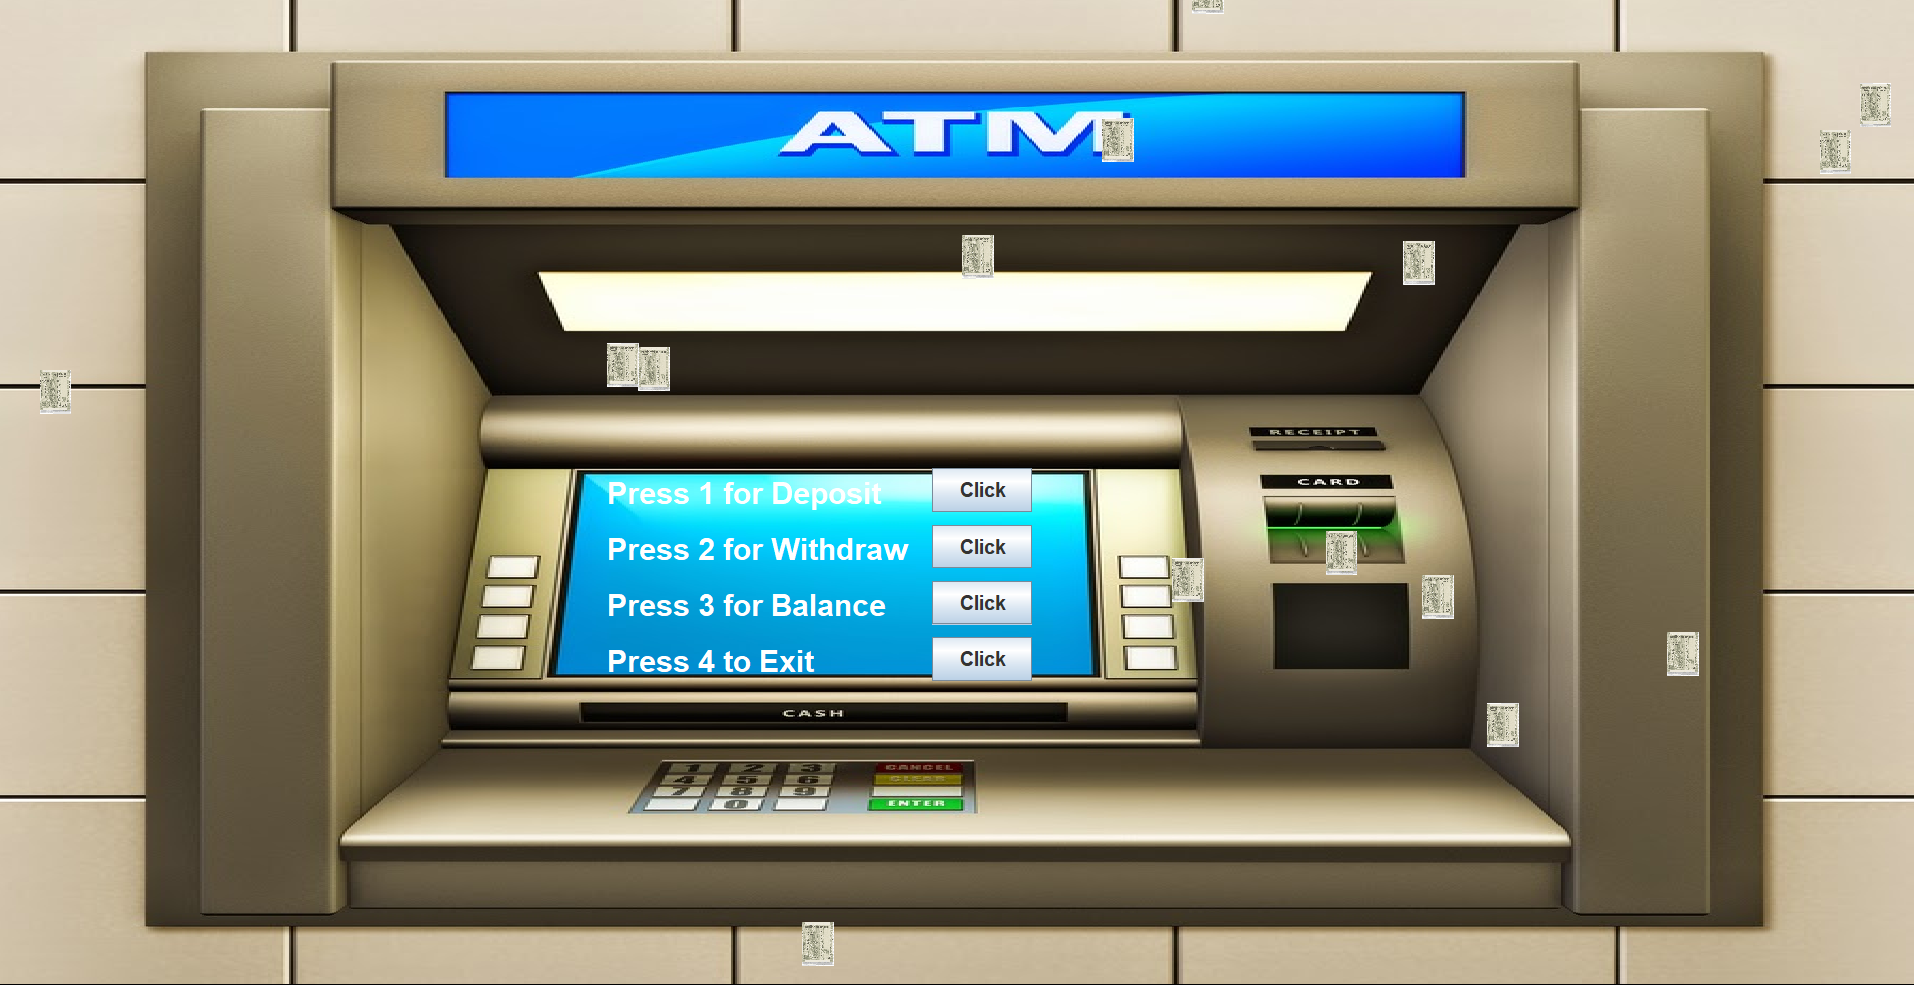 ATM
RECEIPT
CARD
Press 1 for Deposit Click
Press 2 for Withdraw Click
Press 3 for Balance Click
Press 4 to Exit Click
CASH
1 2 3 CANCEL
4 5 6 CLEAR
7 8 9
0 ENTER